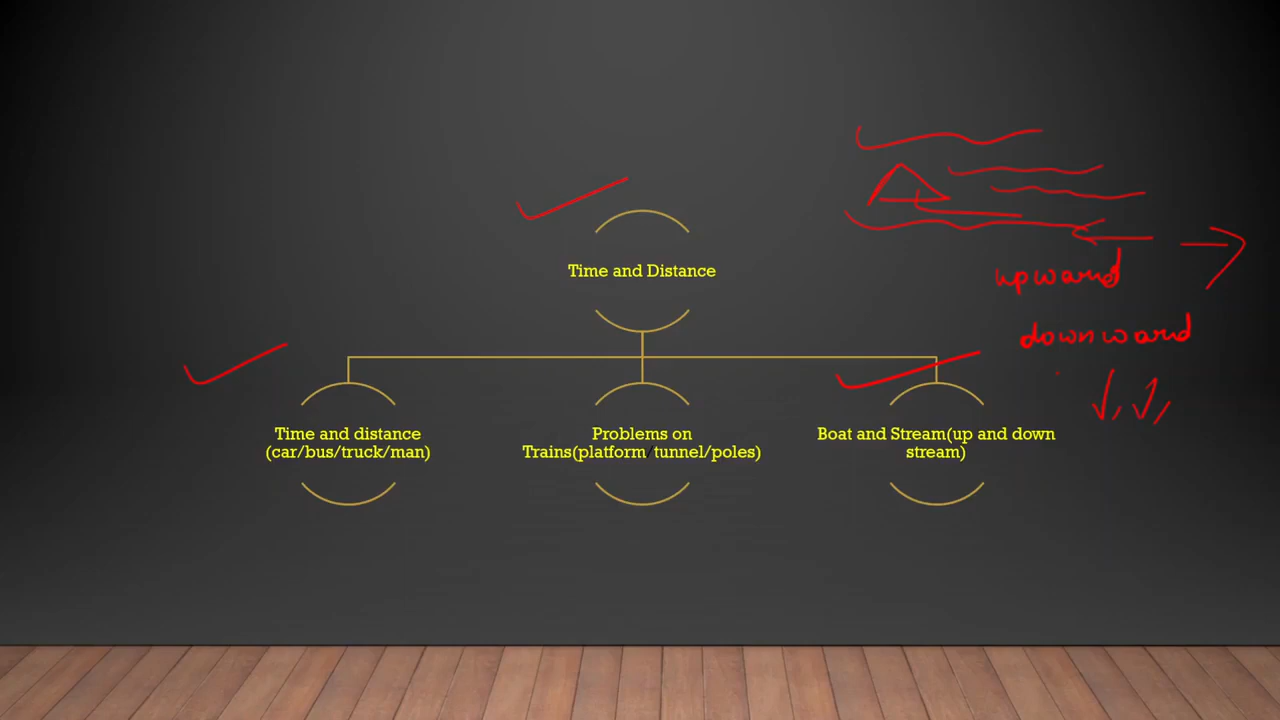 Time and Distance
upward
downward
Time and distance
(car/bus/truck/man)
Problems on
Trains(platform/tunnel/poles)
Boat and Stream(up and down
stream)